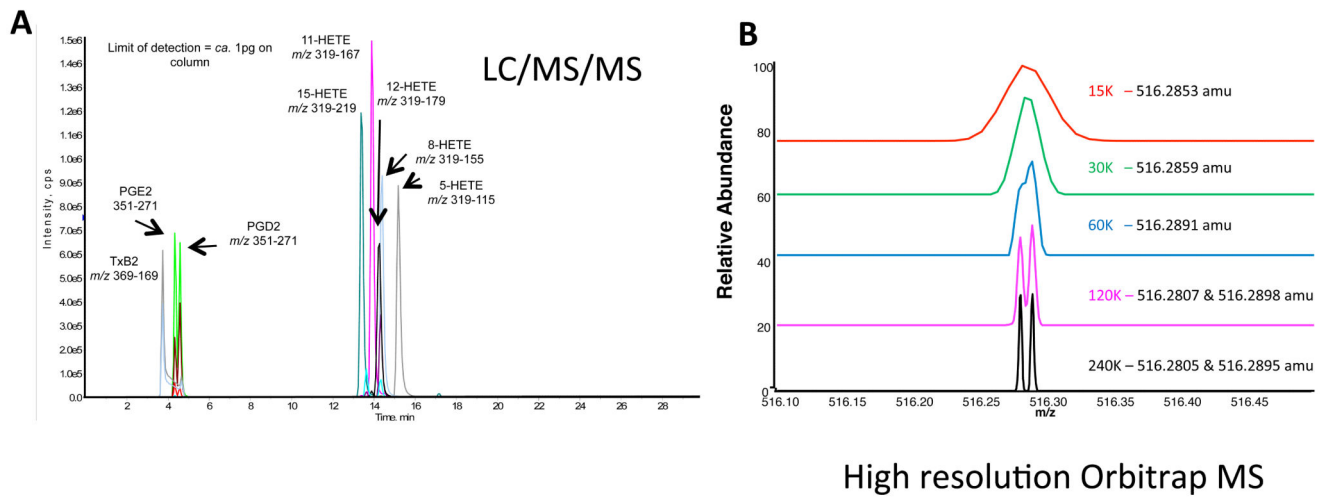 A
Limit of detection = ca. 1pg on
column
LC/MS/MS
11-HETE
m/z 319-167
15-HETE
m/z 319-219
12-HETE
m/z 319-179
8-HETE
m/z 319-155
5-HETE
m/z 319-115
PGE2
351-271
PGD2
m/z 351-271
TxB2
m/z 369-169
Intensity, cps
1.5e6
1.4e6
1.3e6
1.2e6
1.1e6
1.0e6
9.0e5
8.0e5
7.0e5
6.0e5
5.0e5
4.0e5
3.0e5
2.0e5
1.0e5
0.0
2 4 6 8 10 12 14 16 18 20 22 24 26 28
Time, min
B
Relative Abundance
100
80
60
40
20
0
15K – 516.2853 amu
30K – 516.2859 amu
60K – 516.2891 amu
120K – 516.2807 & 516.2898 amu
240K – 516.2805 & 516.2895 amu
516.10 516.15 516.20 516.25 516.30 516.35 516.40 516.45
m/z
High resolution Orbitrap MS